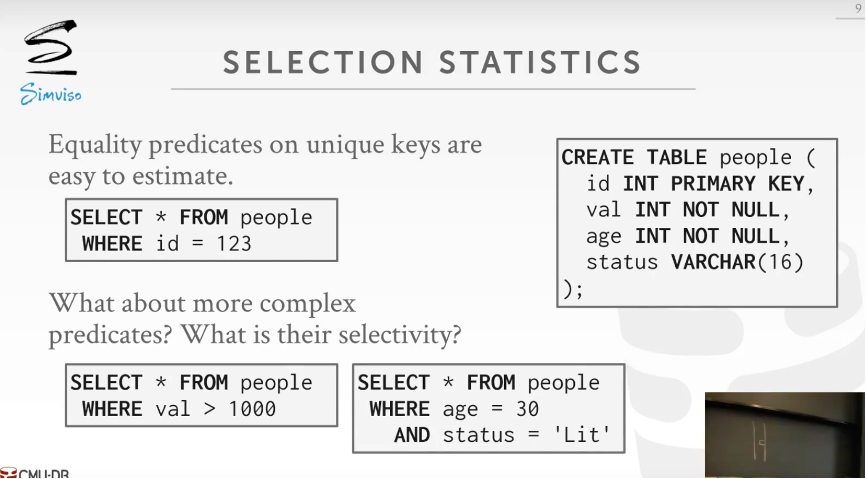 9
Simviso
SELECTION STATISTICS
Equality predicates on unique keys are
easy to estimate.
SELECT * FROM people
WHERE id = 123
What about more complex
predicates? What is their selectivity?
SELECT * FROM people
WHERE val > 1000
SELECT * FROM people
WHERE age = 30
AND status = 'Lit'
CREATE TABLE people (
id INT PRIMARY KEY,
val INT NOT NULL,
age INT NOT NULL,
status VARCHAR(16)
);
CMU·DB